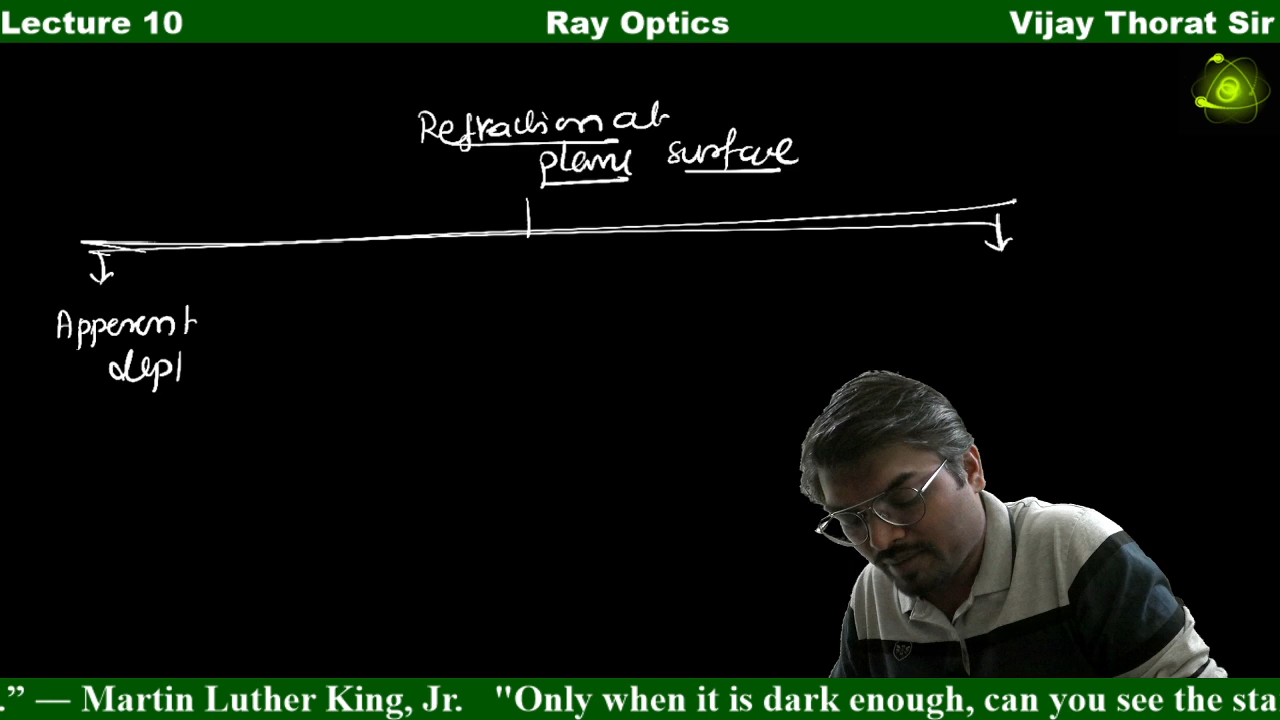 Lecture 10 Ray Optics Vijay Thorat Sir
Refraction at
plane surface
Apperent
dept
.” — Martin Luther King, Jr. "Only when it is dark enough, can you see the sta